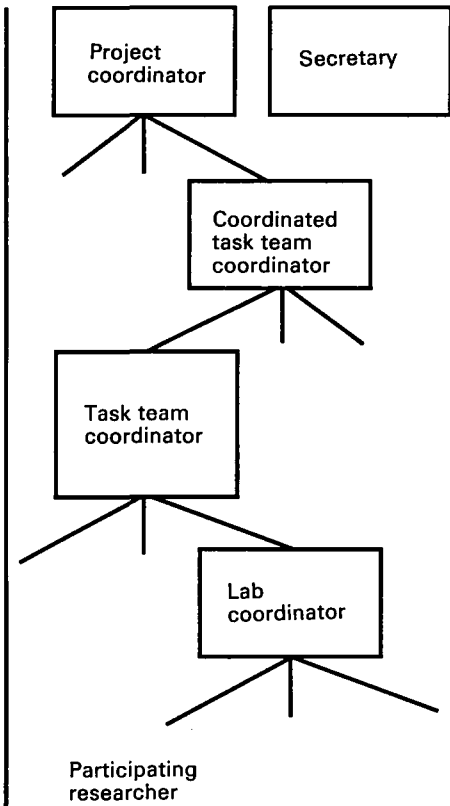 Project
coordinator
Secretary
Coordinated
task team
coordinator
Task team
coordinator
Lab
coordinator
Participating
researcher